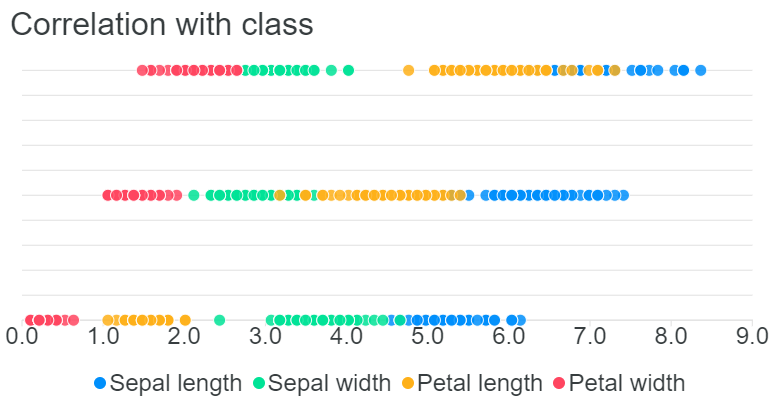 Correlation with class
0.0 1.0 2.0 3.0 4.0 5.0 6.0 7.0 8.0 9.0
Sepal length Sepal width Petal length Petal width